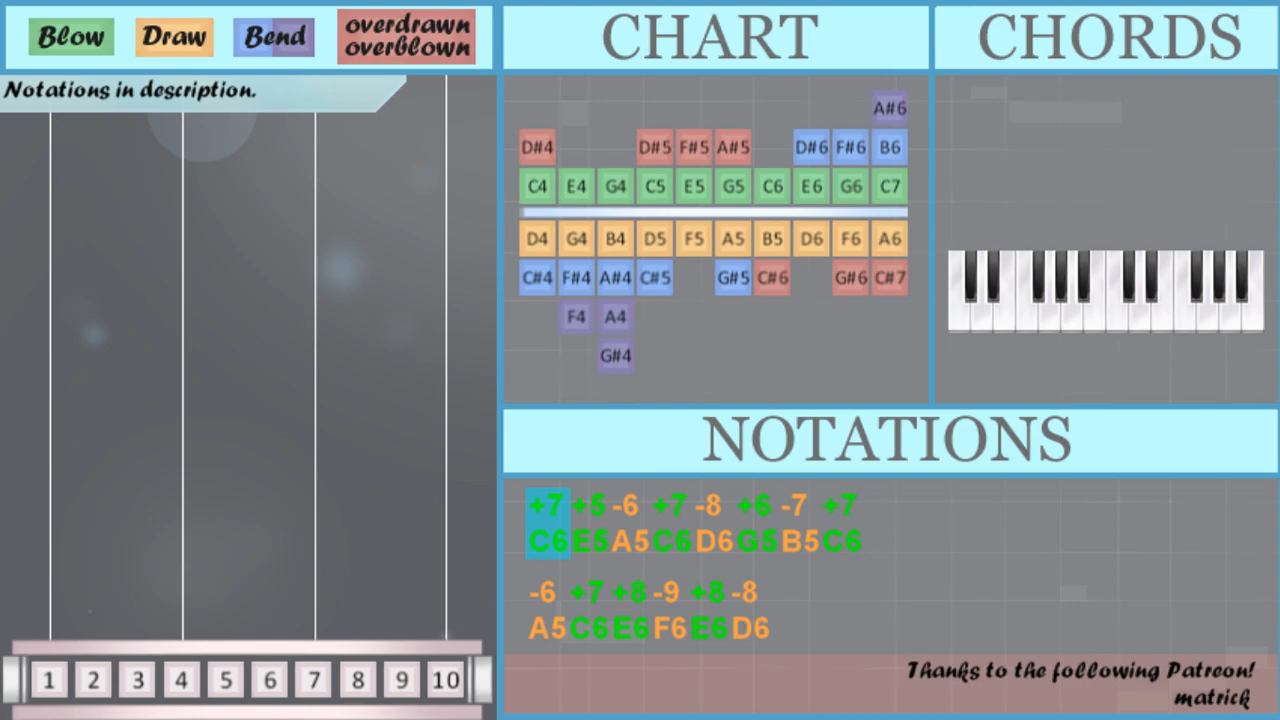 Blow Draw Bend overdrawn
overblown
CHART
CHORDS
Notations in description.
A#6
D#4 D#5 F#5 A#5 D#6 F#6 B6
C4 E4 G4 C5 E5 G5 C6 E6 G6 C7
D4 G4 B4 D5 F5 A5 B5 D6 F6 A6
C#4 F#4 A#4 C#5 G#5 C#6 G#6 C#7
F4 A4
G#4
NOTATIONS
+7 +5 -6 +7 -8 +6 -7 +7
C6 E5 A5 C6 D6 G5 B5 C6
-6 +7 +8 -9 +8 -8
A5 C6 E6 F6 E6 D6
1 2 3 4 5 6 7 8 9 10
Thanks to the following Patreon!
matrick